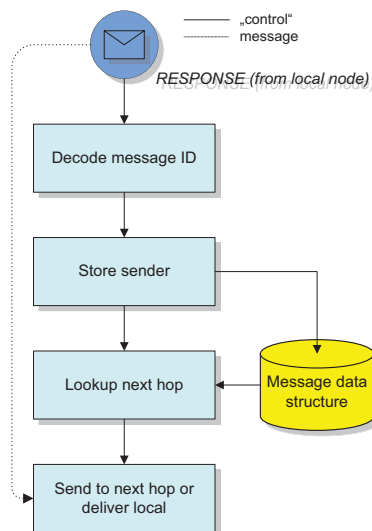 „control“
message
RESPONSE (from local node)
Decode message ID
Store sender
Lookup next hop
Message data
structure
Send to next hop or
deliver local